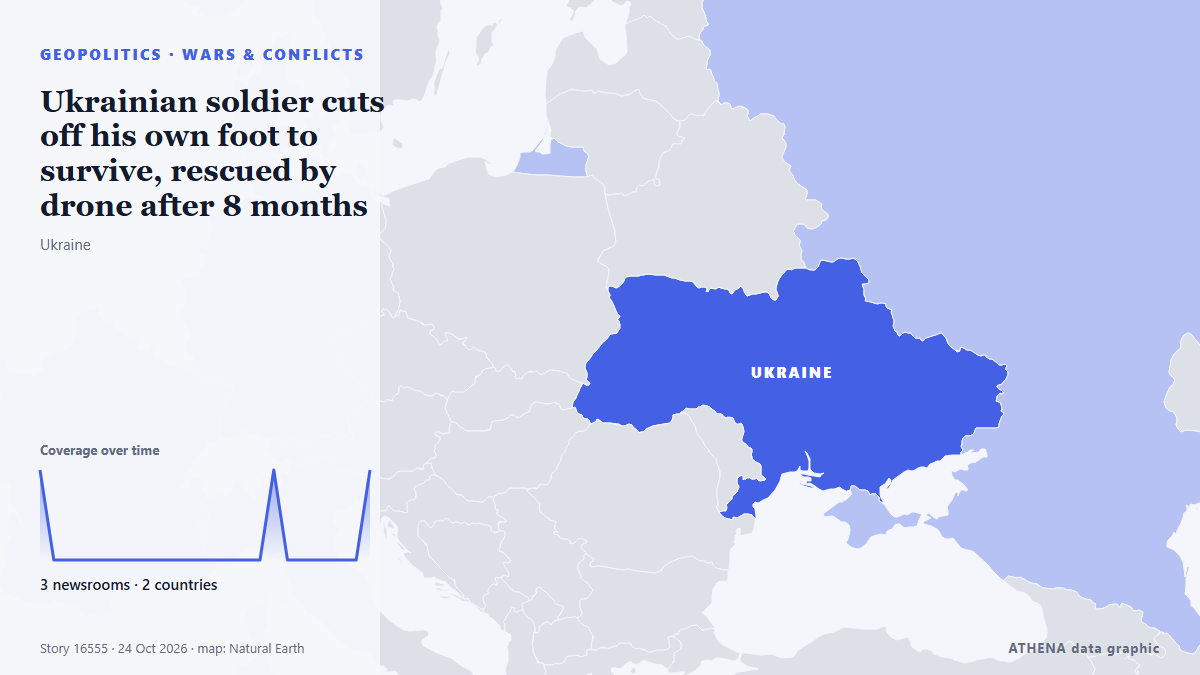 GEOPOLITICS · WARS & CONFLICTS
Ukrainian soldier cuts
off his own foot to
survive, rescued by
drone after 8 months
Ukraine
UKRAINE
Coverage over time
3 newsrooms · 2 countries
Story 16555 · 24 Oct 2026 · map: Natural Earth
ATHENA data graphic